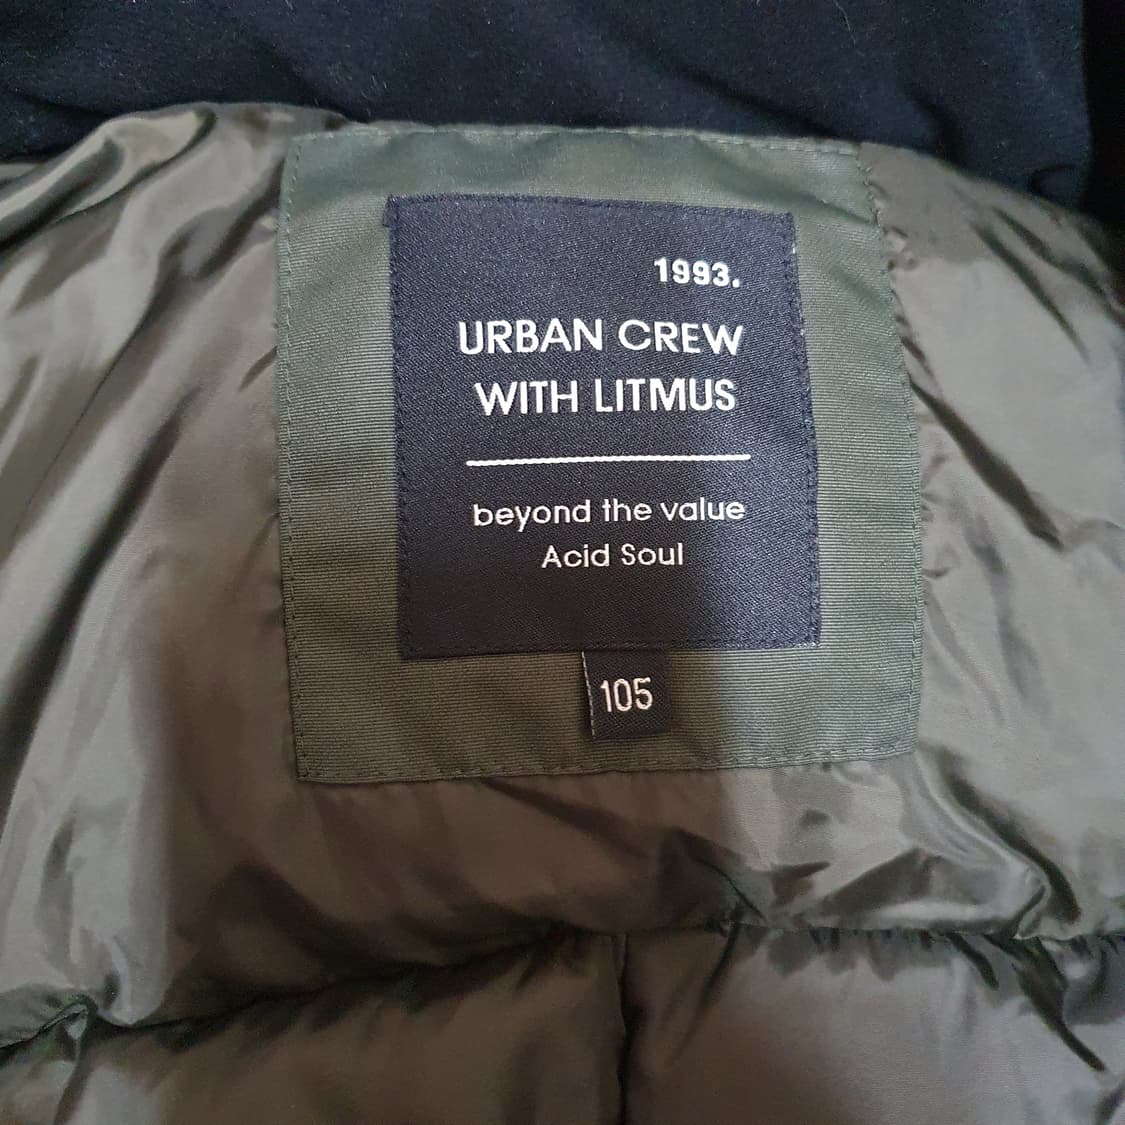 1993.
URBAN CREW
WITH LITMUS
beyond the value
Acid Soul
105